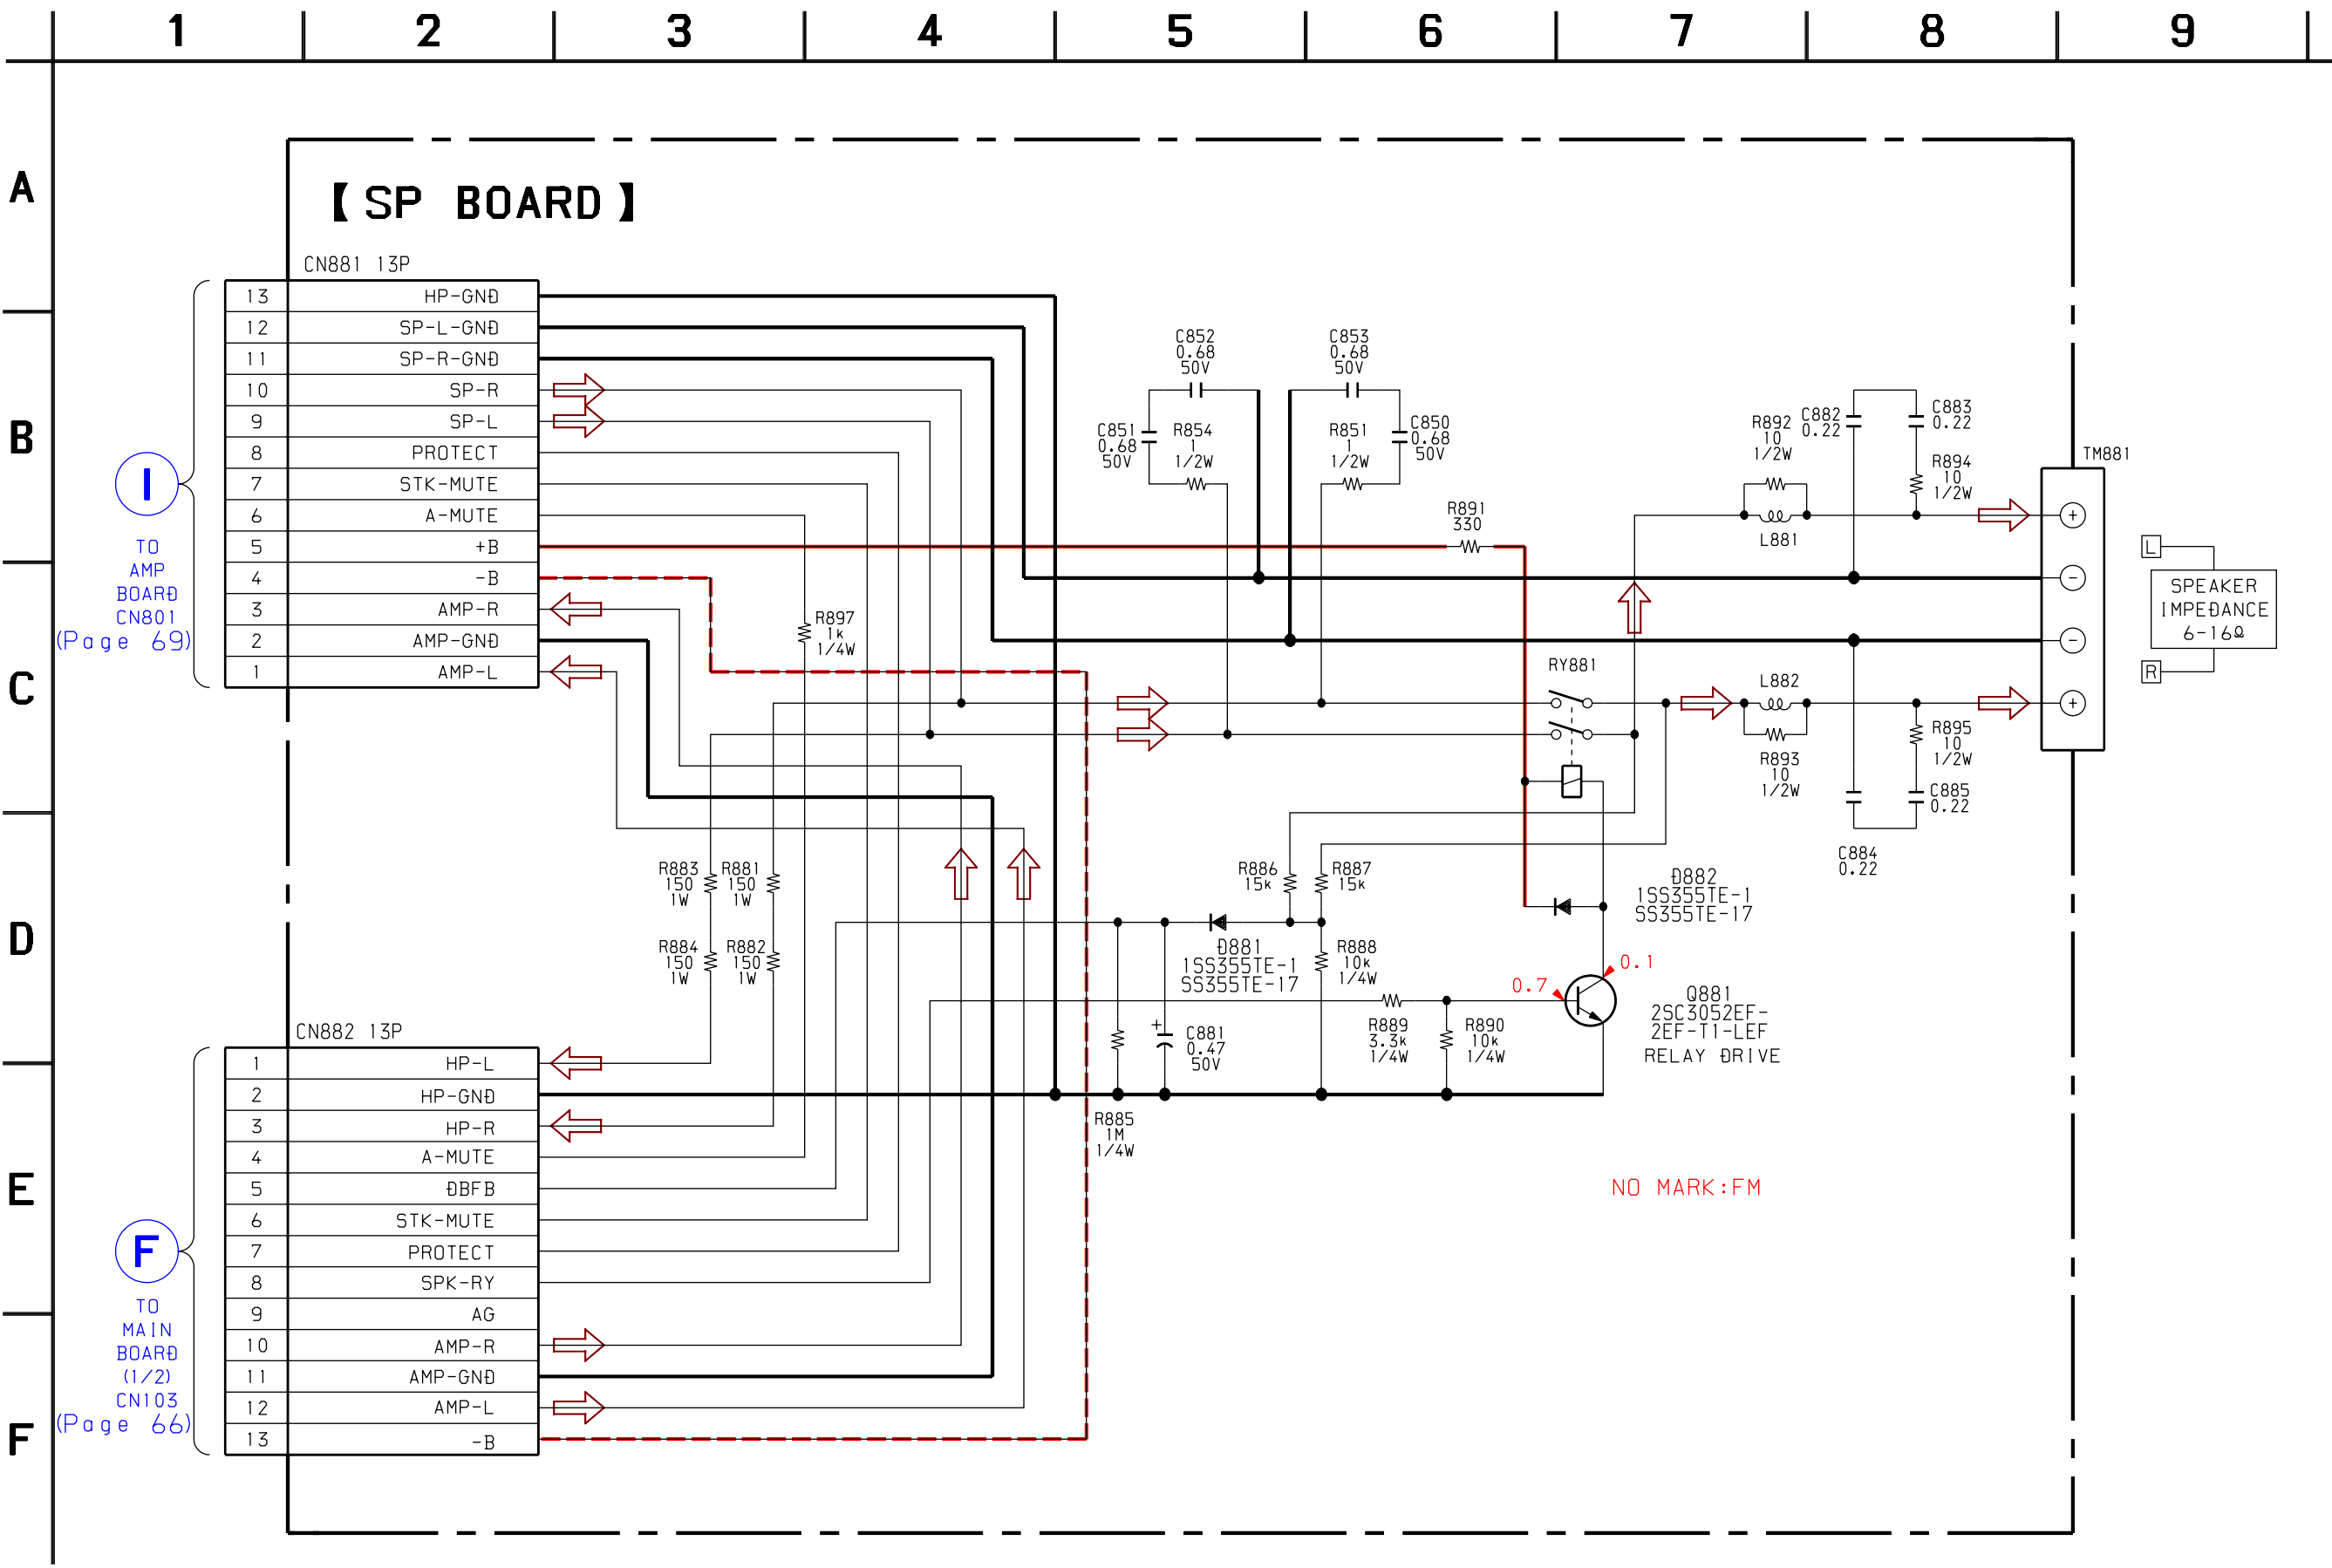 1 2 3 4 5 6 7 8 9
A
B
C
D
E
F
【 SP BOARD 】
CN881 13P
13 HP-GND
12 SP-L-GND
11 SP-R-GND
10 SP-R
9 SP-L
8 PROTECT
7 STK-MUTE
6 A-MUTE
5 +B
4 -B
3 AMP-R
2 AMP-GND
1 AMP-L
I
TO
AMP
BOARD
CN801
(Page 69)
R897
1k
1/4W
C852
0.68
50V
C853
0.68
50V
C851
0.68
50V
R854
1
1/2W
R851
1
1/2W
C850
0.68
50V
R891
330
R892
10
1/2W
C882
0.22
C883
0.22
R894
10
1/2W
L881
TM881
+
-
-
+
L
SPEAKER
IMPEDANCE
6-16Ω
R
RY881
L882
R893
10
1/2W
R895
10
1/2W
C885
0.22
C884
0.22
R883
150
1W
R881
150
1W
R884
150
1W
R882
150
1W
R886
15k
R887
15k
D882
1SS355TE-1
SS355TE-17
D881
1SS355TE-1
SS355TE-17
R888
10k
1/4W
0.7
0.1
Q881
2SC3052EF-
2EF-T1-LEF
RELAY DRIVE
+
C881
0.47
50V
R889
3.3k
1/4W
R890
10k
1/4W
R885
1M
1/4W
CN882 13P
1 HP-L
2 HP-GND
3 HP-R
4 A-MUTE
5 DBFB
6 STK-MUTE
7 PROTECT
8 SPK-RY
9 AG
10 AMP-R
11 AMP-GND
12 AMP-L
13 -B
F
TO
MAIN
BOARD
(1/2)
CN103
(Page 66)
NO MARK:FM